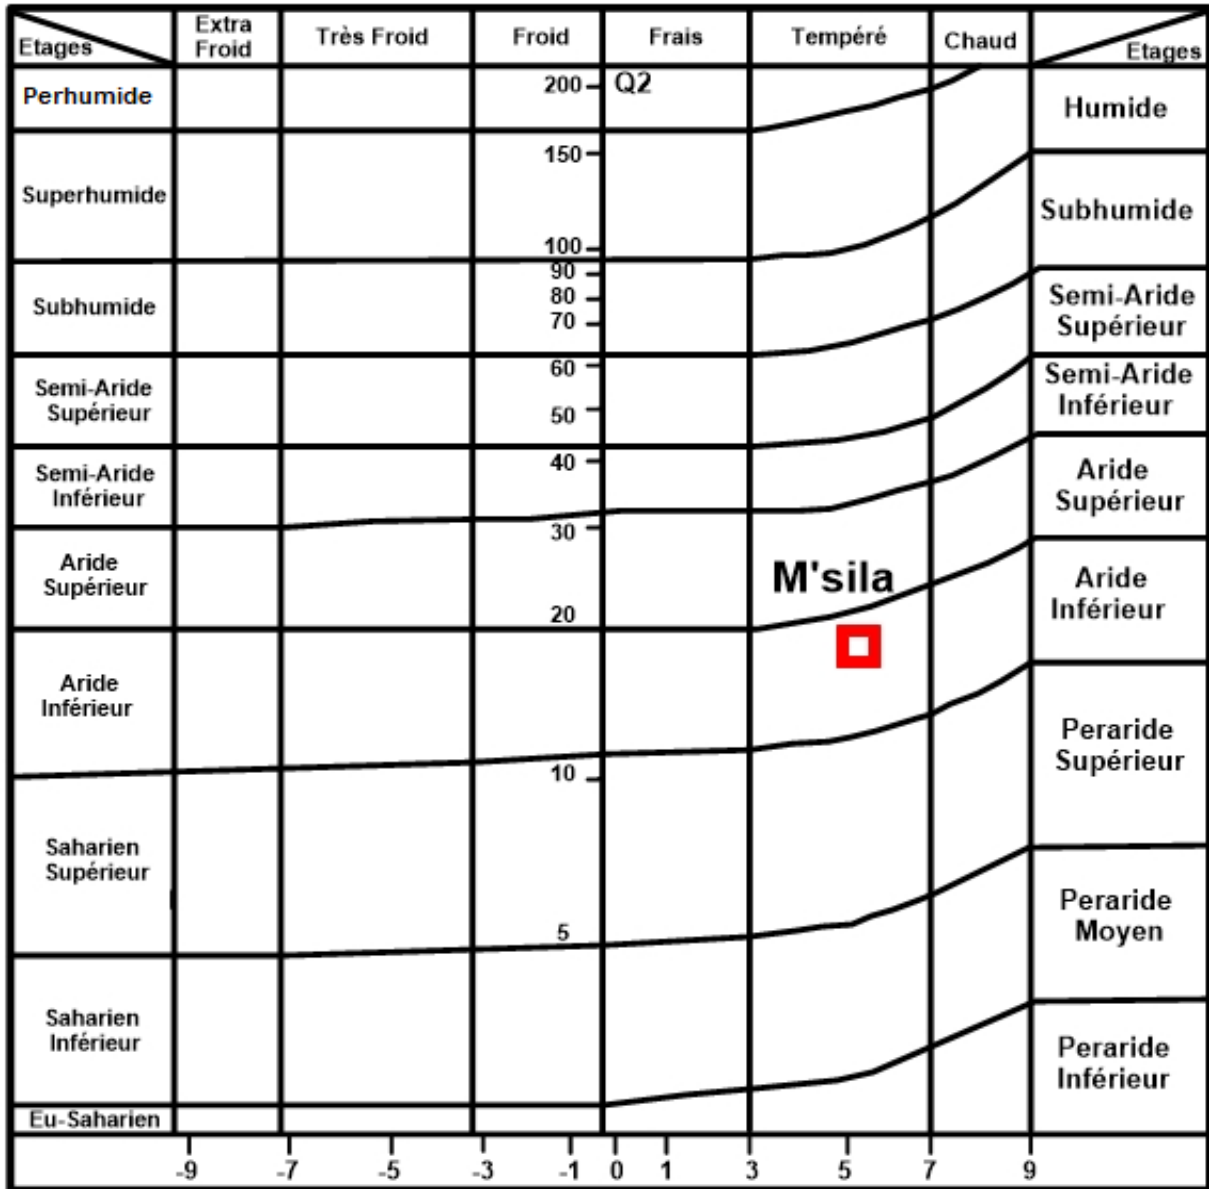 Etages
Extra
Froid
Très Froid
Froid
Frais
Tempéré
Chaud
Etages
Perhumide
Superhumide
Subhumide
Semi-Aride
Supérieur
Semi-Aride
Inférieur
Aride
Supérieur
Aride
Inférieur
Saharien
Supérieur
Saharien
Inférieur
Eu-Saharien
200
Q2
150
100
90
80
70
60
50
40
30
20
10
5
M'sila
Humide
Subhumide
Semi-Aride
Supérieur
Semi-Aride
Inférieur
Aride
Supérieur
Aride
Inférieur
Peraride
Supérieur
Peraride
Moyen
Peraride
Inférieur
-9 -7 -5 -3 -1 0 1 3 5 7 9